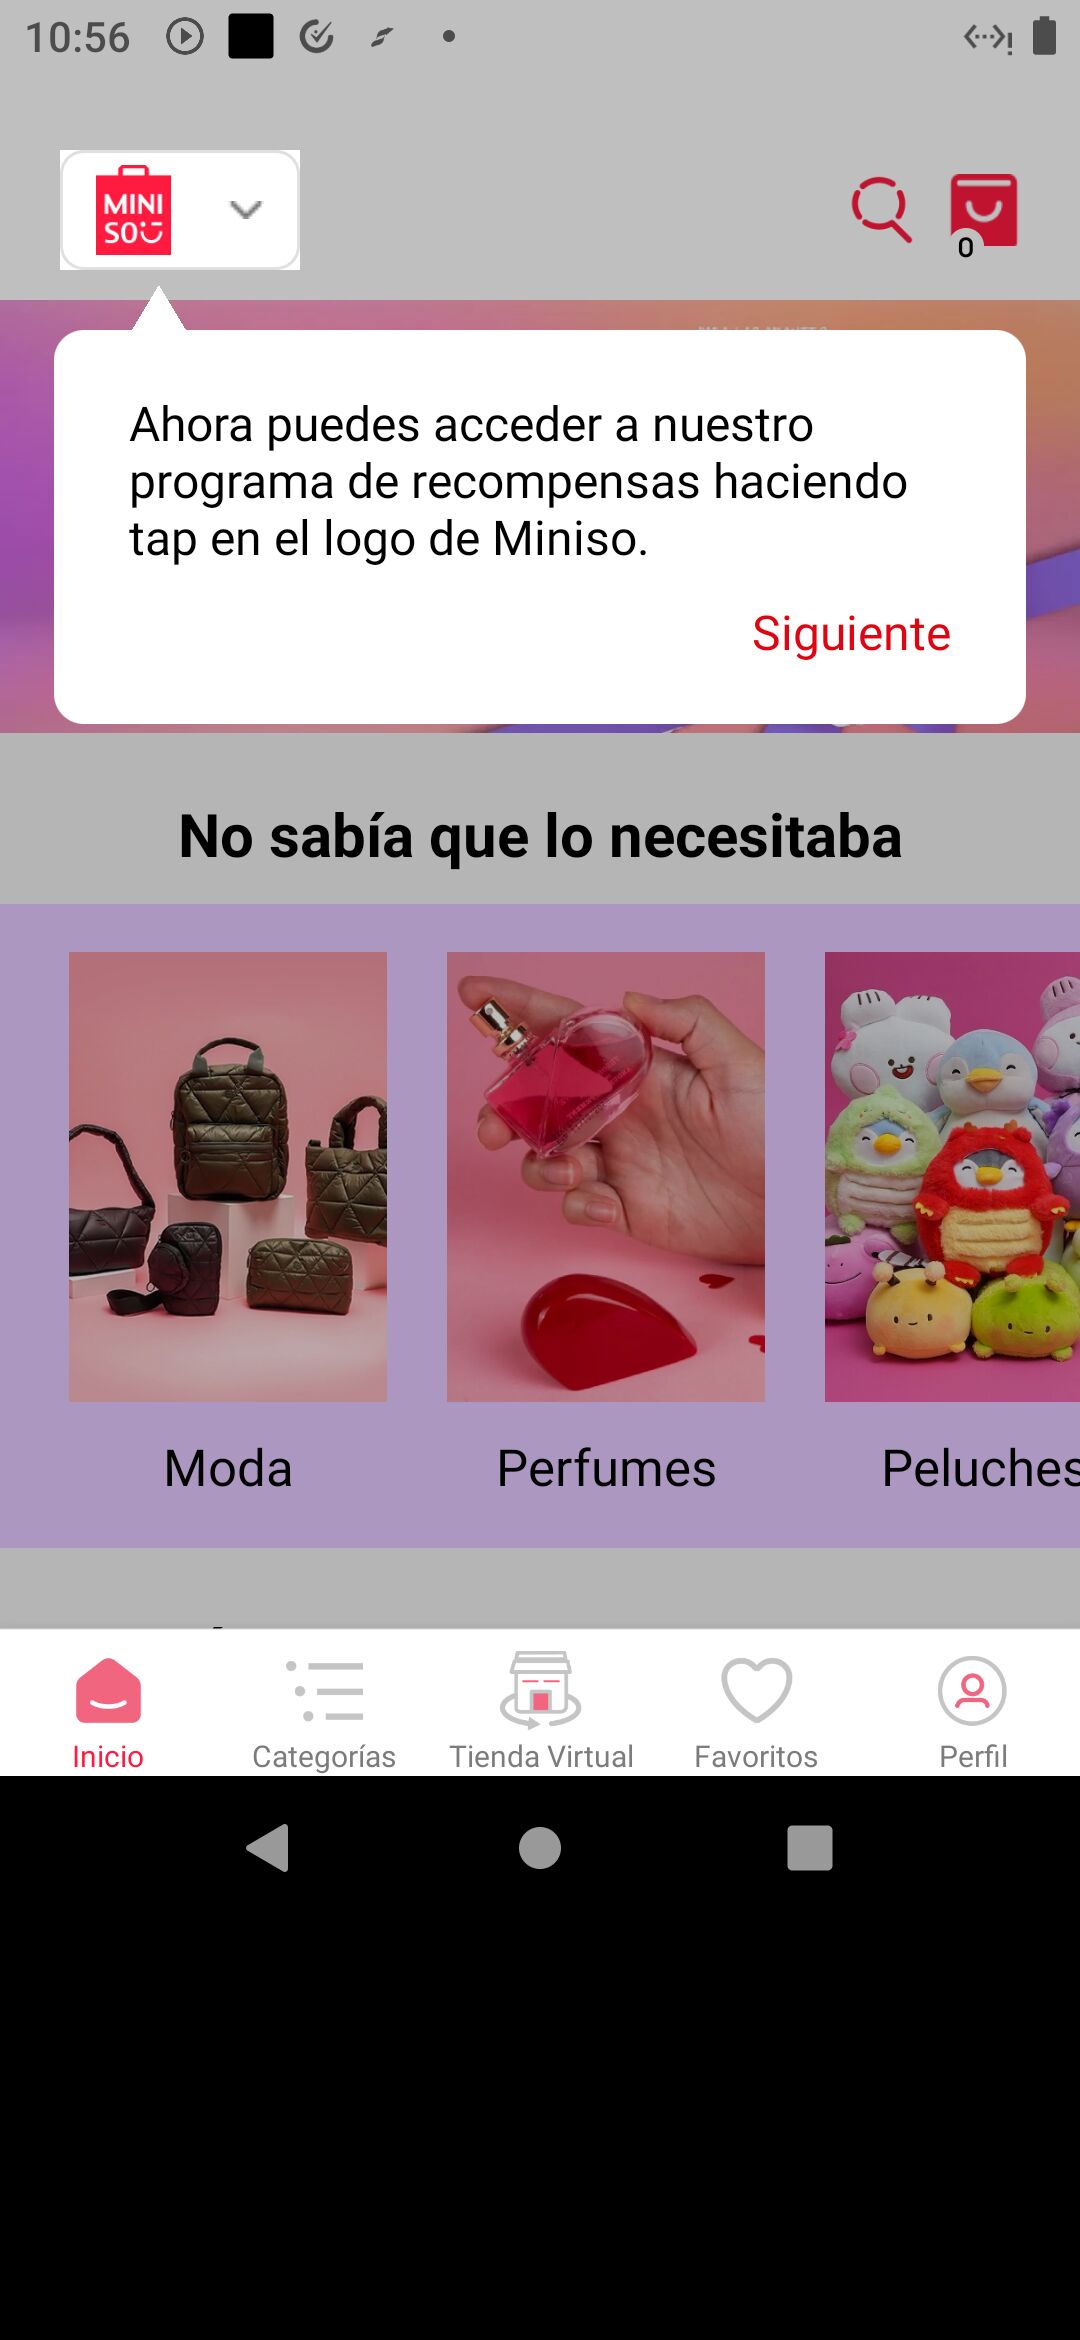 10:56
MINI
SO
0
Ahora puedes acceder a nuestro
programa de recompensas haciendo
tap en el logo de Miniso.
Siguiente
No sabía que lo necesitaba
Moda
Perfumes
Peluches
Inicio
Categorías
Tienda Virtual
Favoritos
Perfil